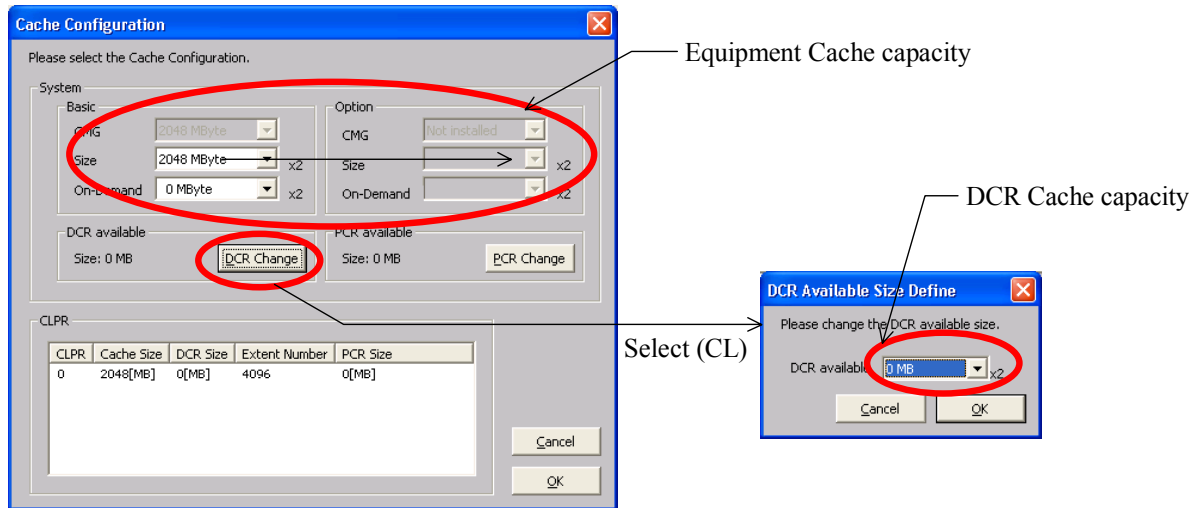 Cache Configuration
Please select the Cache Configuration.
Equipment Cache capacity
System
Basic
CMG 2048 MByte
Size 2048 MByte x2
On-Demand 0 MByte x2
Option
CMG Not installed
Size x2
On-Demand x2
DCR available
Size: 0 MB DCR Change
PCR available
Size: 0 MB PCR Change
CLPR
CLPR Cache Size DCR Size Extent Number PCR Size
0 2048[MB] 0[MB] 4096 0[MB]
Cancel
OK
Select (CL)
DCR Cache capacity
DCR Available Size Define
Please change the DCR available size.
DCR available 0 MB x2
Cancel OK